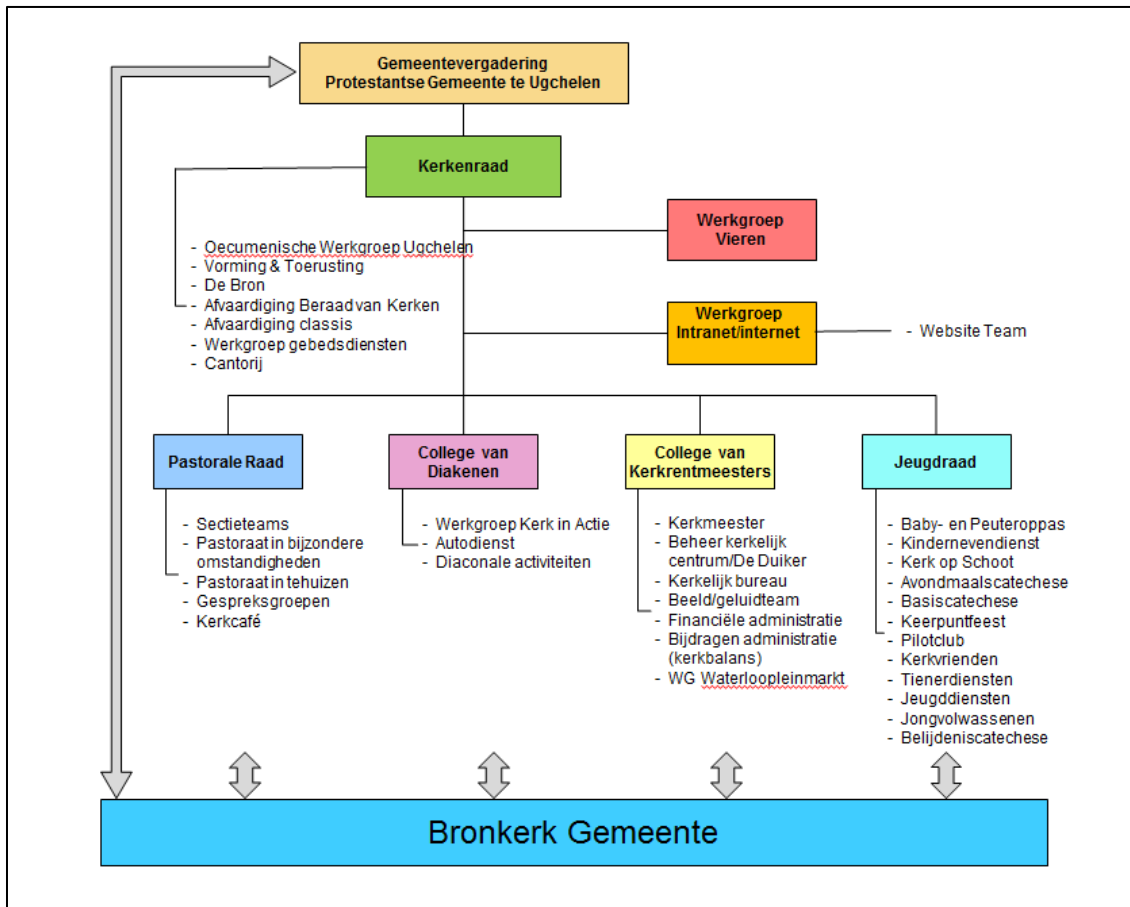 Gemeentevergadering
Protestantse Gemeente te Ugchelen
Kerkenraad
Werkgroep
Vieren
- Oecumenische Werkgroep Ugchelen
- Vorming & Toerusting
- De Bron
- Afvaardiging Beraad van Kerken
- Afvaardiging classis
- Werkgroep gebedsdiensten
- Cantorij
Werkgroep
Intranet/internet
- Website Team
Pastorale Raad
College van
Diakenen
College van
Kerkrentmeesters
Jeugdraad
- Sectieteams
- Pastoraat in bijzondere
omstandigheden
- Pastoraat in tehuizen
- Gespreksgroepen
- Kerkcafé
- Werkgroep Kerk in Actie
- Autodienst
- Diaconale activiteiten
- Kerkmeester
- Beheer kerkelijk
centrum/De Duiker
- Kerkelijk bureau
- Beeld/geluidteam
- Financiële administratie
- Bijdragen administratie
(kerkbalans)
- WG Waterloopleinmarkt
- Baby- en Peuteroppas
- Kindernevendienst
- Kerk op Schoot
- Avondmaalscatechese
- Basiscatechese
- Keerpuntfeest
- Pilotclub
- Kerkvrienden
- Tienerdiensten
- Jeugddiensten
- Jongvolwassenen
- Belijdeniscatechese
Bronkerk Gemeente